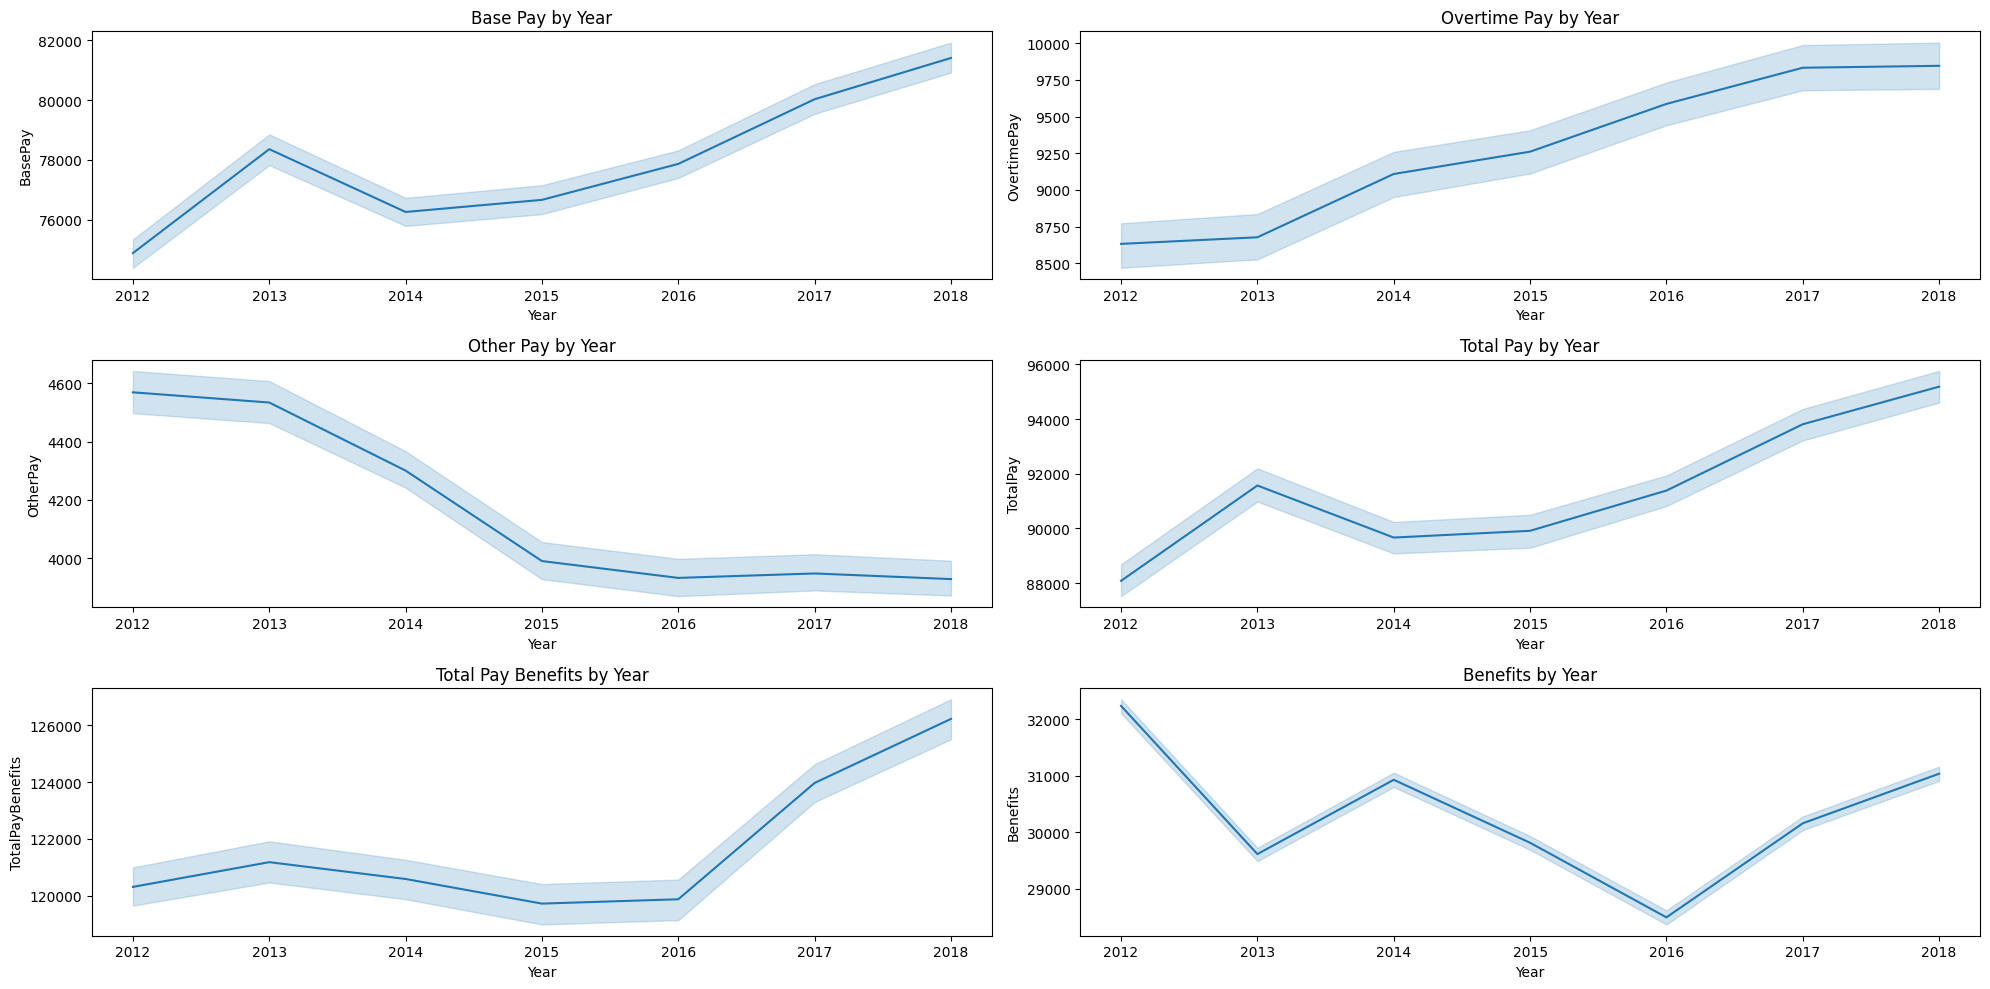 Base Pay by Year
BasePay
82000
80000
78000
76000
2012 2013 2014 2015 2016 2017 2018
Year
Overtime Pay by Year
OvertimePay
10000
9750
9500
9250
9000
8750
8500
2012 2013 2014 2015 2016 2017 2018
Year
Other Pay by Year
OtherPay
4600
4400
4200
4000
2012 2013 2014 2015 2016 2017 2018
Year
Total Pay by Year
TotalPay
96000
94000
92000
90000
88000
2012 2013 2014 2015 2016 2017 2018
Year
Total Pay Benefits by Year
TotalPayBenefits
126000
124000
122000
120000
2012 2013 2014 2015 2016 2017 2018
Year
Benefits by Year
Benefits
32000
31000
30000
29000
2012 2013 2014 2015 2016 2017 2018
Year